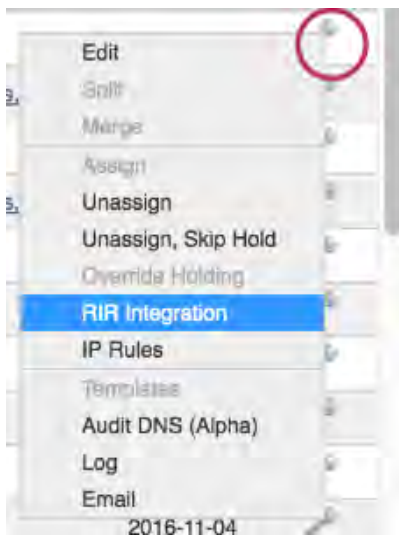 Edit
Split
Merge
s,
Assign
Unassign
s,
Unassign, Skip Hold
Override Holding
RIR Integration
IP Rules
Templates
Audit DNS (Alpha)
Log
Email
2016-11-04